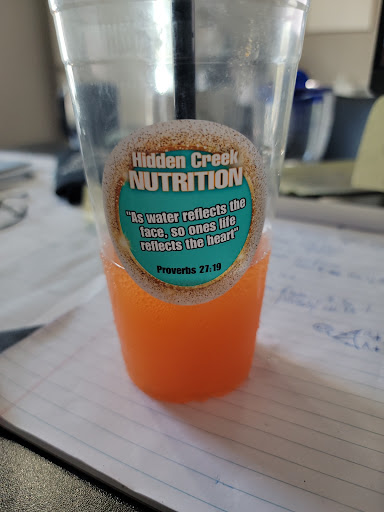 Hidden Creek
NUTRITION
"As water reflects the
face, so ones life
reflects the heart"
Proverbs 27:19